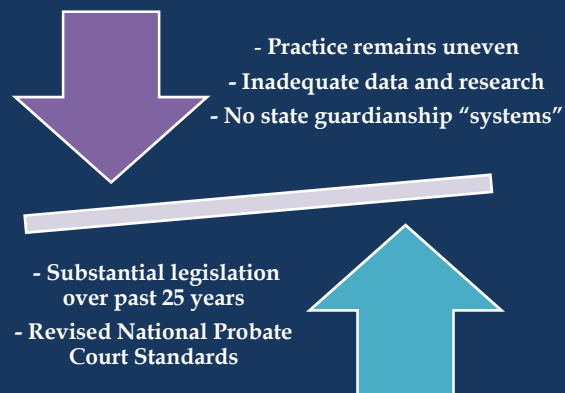 - Practice remains uneven
- Inadequate data and research
- No state guardianship “systems”
- Substantial legislation
over past 25 years
- Revised National Probate
Court Standards